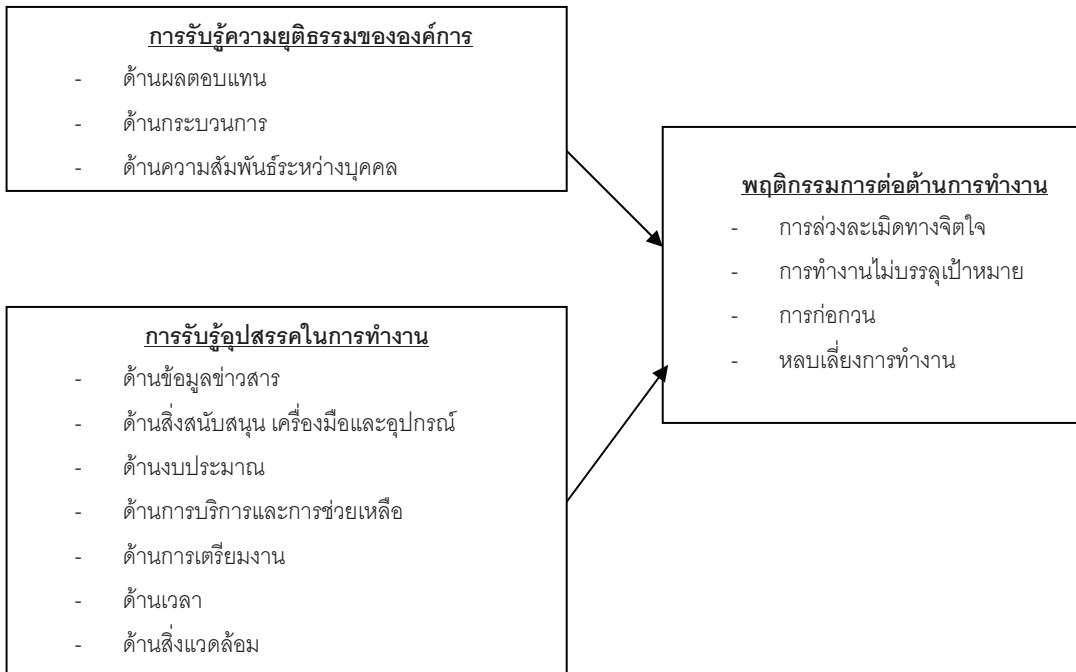 การรับรู้ความยุติธรรมขององค์การ
- ด้านผลตอบแทน
- ด้านกระบวนการ
- ด้านความสัมพันธ์ระหว่างบุคคล
การรับรู้อุปสรรคในการทำงาน
- ด้านข้อมูลข่าวสาร
- ด้านสิ่งสนับสนุน เครื่องมือและอุปกรณ์
- ด้านงบประมาณ
- ด้านการบริการและการช่วยเหลือ
- ด้านการเตรียมงาน
- ด้านเวลา
- ด้านสิ่งแวดล้อม
พฤติกรรมการต่อต้านการทำงาน
- การล่วงละเมิดทางจิตใจ
- การทำงานไม่บรรลุเป้าหมาย
- การก่อกวน
- หลบเลี่ยงการทำงาน